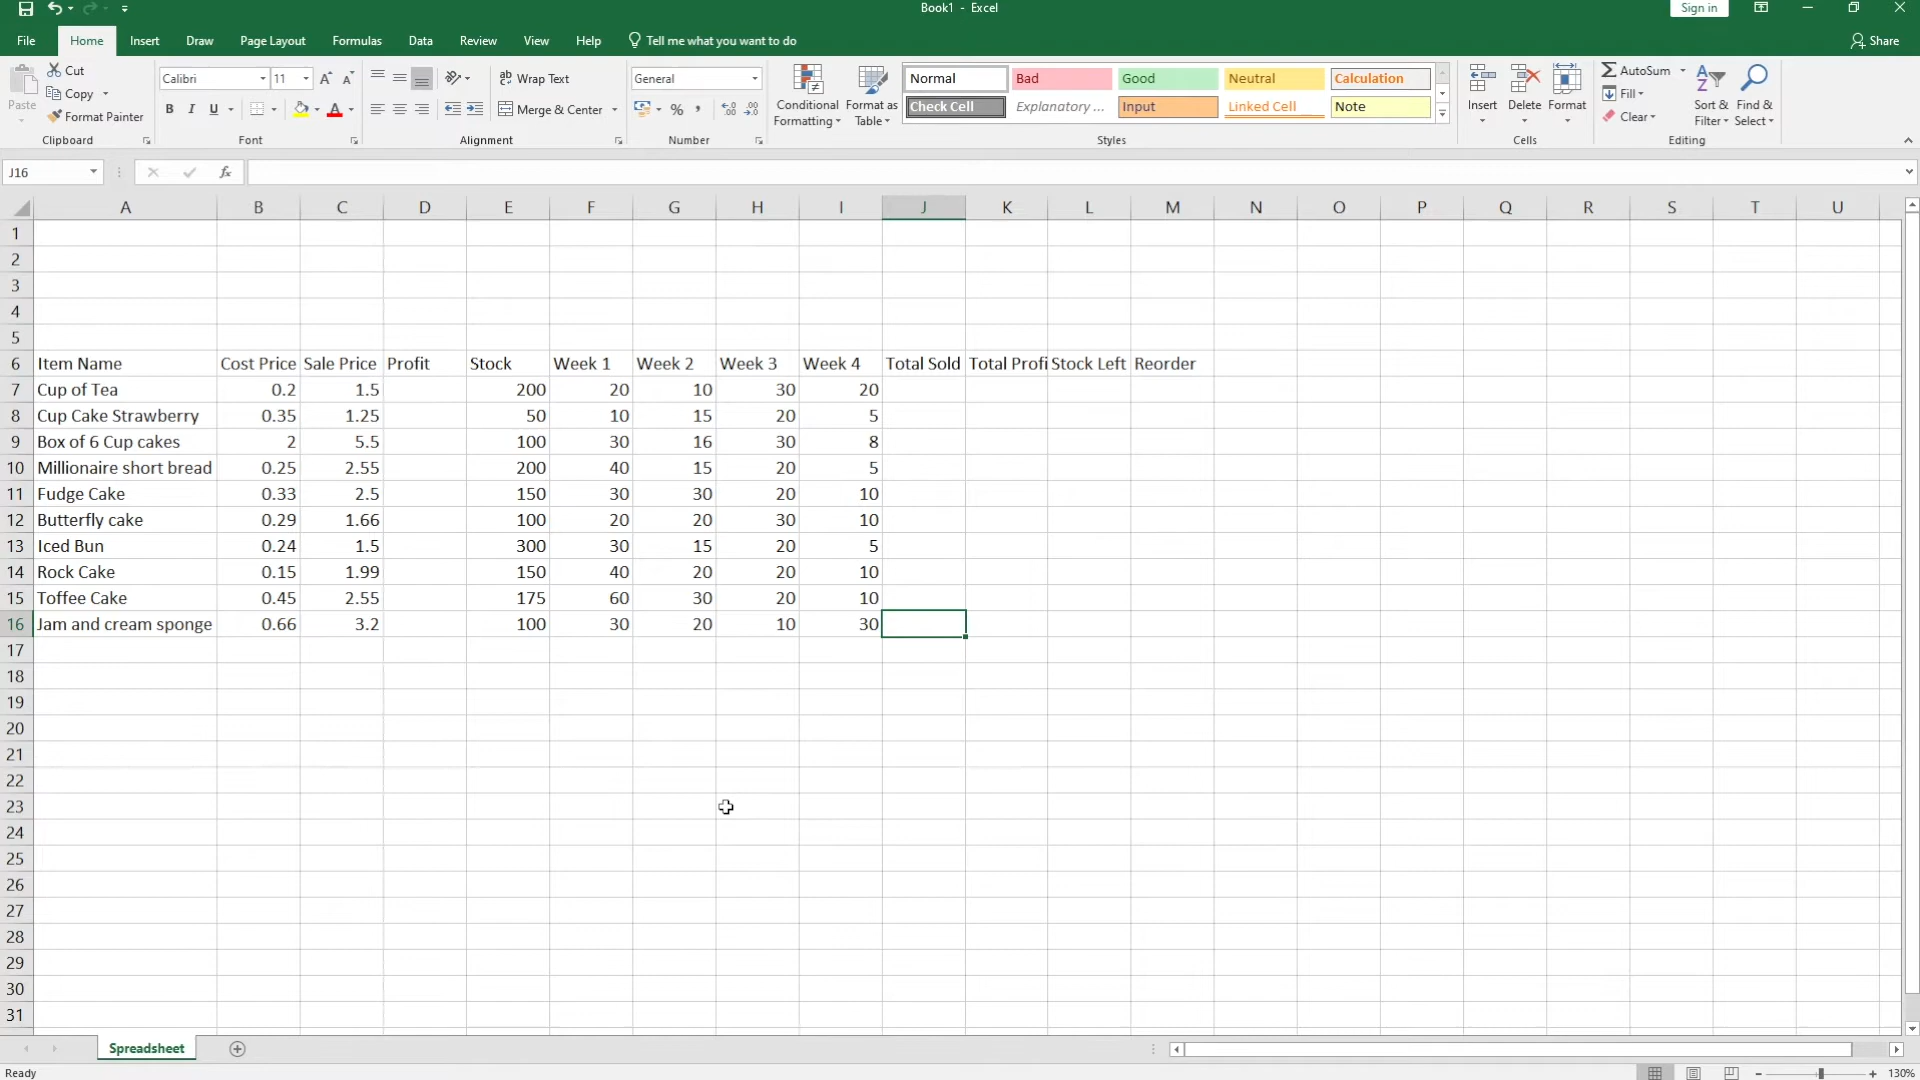 Book1 - Excel
Sign in
File Home Insert Draw Page Layout Formulas Data Review View Help Tell me what you want to do Share
Paste
Cut
Copy
Format Painter
Clipboard
Calibri 11
B I U
Font
Wrap Text
Merge & Center
Alignment
General
Number
Conditional Formatting
Format as Table
Normal Bad Good Neutral Calculation
Check Cell Explanatory ... Input Linked Cell Note
Styles
Insert Delete Format
Cells
AutoSum
Fill
Clear
Sort & Filter
Find & Select
Editing
J16 fx
A B C D E F G H I J K L M N O P Q R S T U
1
2
3
4
5
6 Item Name Cost Price Sale Price Profit Stock Week 1 Week 2 Week 3 Week 4 Total Sold Total Profi Stock Left Reorder
7 Cup of Tea 0.2 1.5 200 20 10 30 20
8 Cup Cake Strawberry 0.35 1.25 50 10 15 20 5
9 Box of 6 Cup cakes 2 5.5 100 30 16 30 8
10 Millionaire short bread 0.25 2.55 200 40 15 20 5
11 Fudge Cake 0.33 2.5 150 30 30 20 10
12 Butterfly cake 0.29 1.66 100 20 20 30 10
13 Iced Bun 0.24 1.5 300 30 15 20 5
14 Rock Cake 0.15 1.99 150 40 20 20 10
15 Toffee Cake 0.45 2.55 175 60 30 20 10
16 Jam and cream sponge 0.66 3.2 100 30 20 10 30
17
18
19
20
21
22
23
24
25
26
27
28
29
30
31
Spreadsheet
Ready 130%